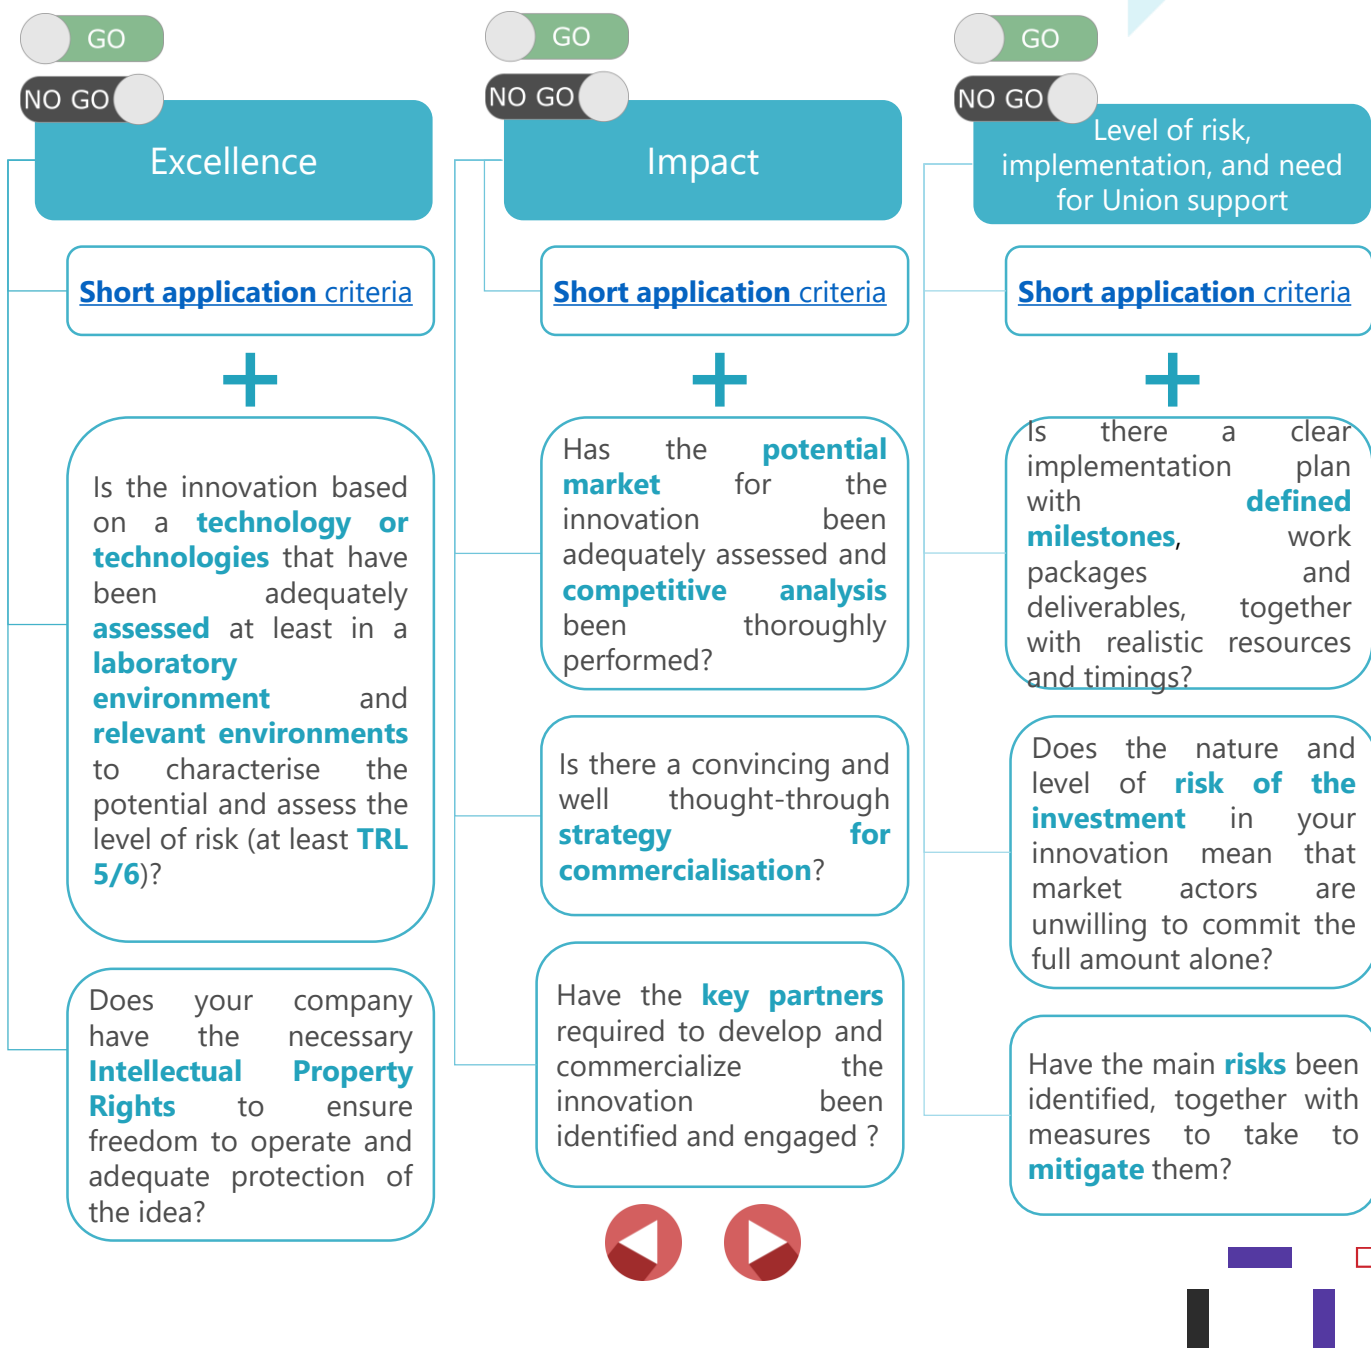 GO
NO GO
Excellence
Short application criteria
+
Is the innovation based
on a technology or
technologies that have
been adequately
assessed at least in a
laboratory
environment and
relevant environments
to characterise the
potential and assess the
level of risk (at least TRL
5/6)?
Does your company
have the necessary
Intellectual Property
Rights to ensure
freedom to operate and
adequate protection of
the idea?
GO
NO GO
Impact
Short application criteria
+
Has the potential
market for the
innovation been
adequately assessed and
competitive analysis
been thoroughly
performed?
Is there a convincing and
well thought-through
strategy for
commercialisation?
Have the key partners
required to develop and
commercialize the
innovation been
identified and engaged ?
GO
NO GO
Level of risk,
implementation, and need
for Union support
Short application criteria
+
Is there a clear
implementation plan
with defined
milestones, work
packages and
deliverables, together
with realistic resources
and timings?
Does the nature and
level of risk of the
investment in your
innovation mean that
market actors are
unwilling to commit the
full amount alone?
Have the main risks been
identified, together with
measures to take to
mitigate them?